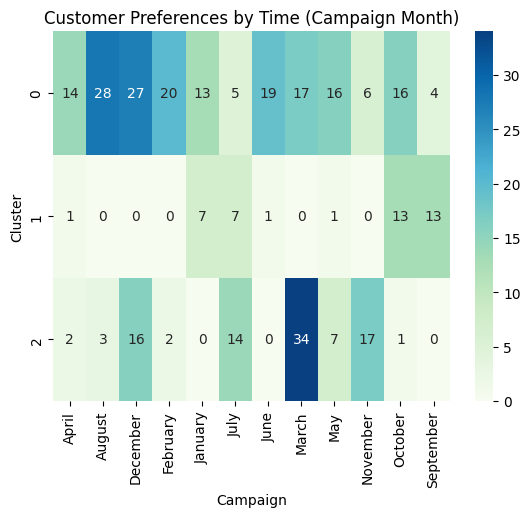 Customer Preferences by Time (Campaign Month)
Cluster
0 14 28 27 20 13 5 19 17 16 6 16 4
1 1 0 0 0 7 7 1 0 1 0 13 13
2 2 3 16 2 0 14 0 34 7 17 1 0
April August December February January July June March May November October September
Campaign
30
25
20
15
10
5
0